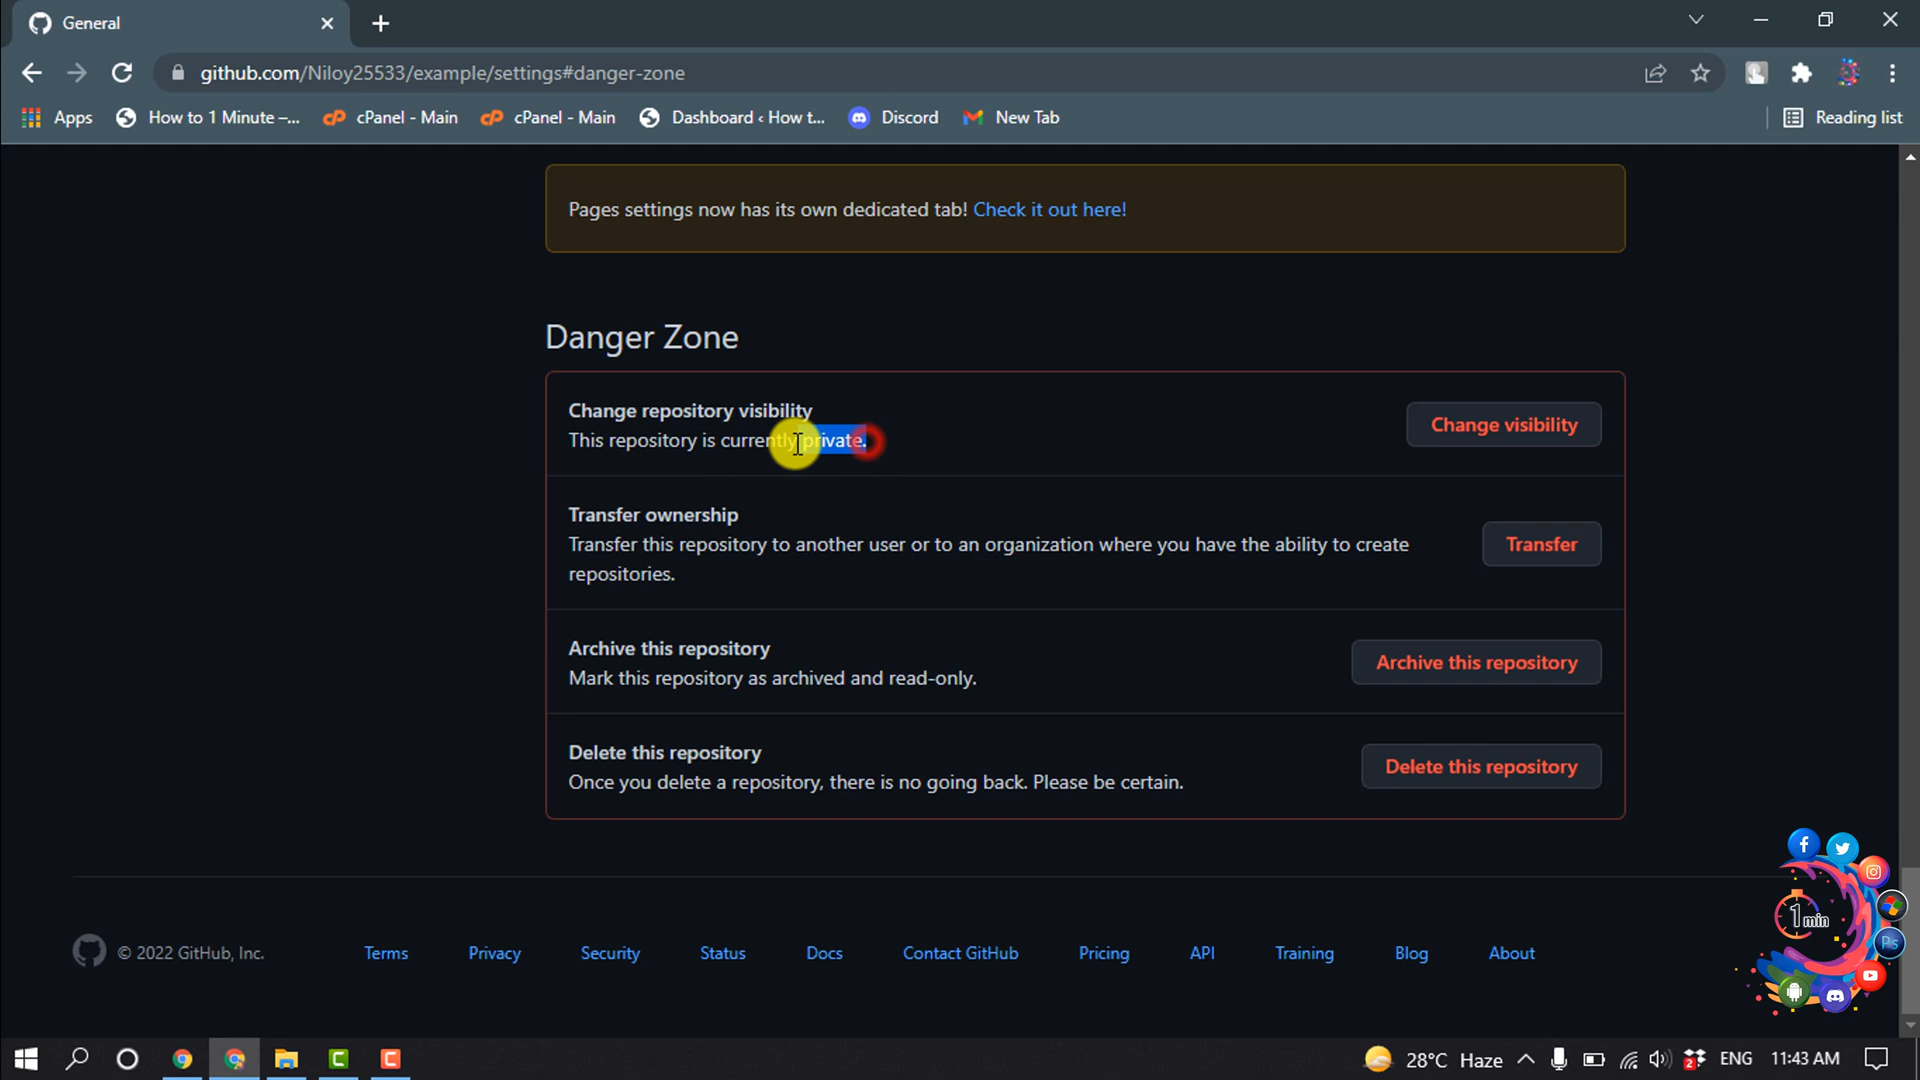 General
github.com/Niloy25533/example/settings#danger-zone
Apps How to 1 Minute –... cPanel - Main cPanel - Main Dashboard ‹ How t... Discord New Tab Reading list
Pages settings now has its own dedicated tab! Check it out here!
Danger Zone
Change repository visibility
This repository is currently private.
Change visibility
Transfer ownership
Transfer this repository to another user or to an organization where you have the ability to create
repositories.
Transfer
Archive this repository
Mark this repository as archived and read-only.
Archive this repository
Delete this repository
Once you delete a repository, there is no going back. Please be certain.
Delete this repository
1 min
Ps
© 2022 GitHub, Inc. Terms Privacy Security Status Docs Contact GitHub Pricing API Training Blog About
28°C Haze 2 ENG 11:43 AM